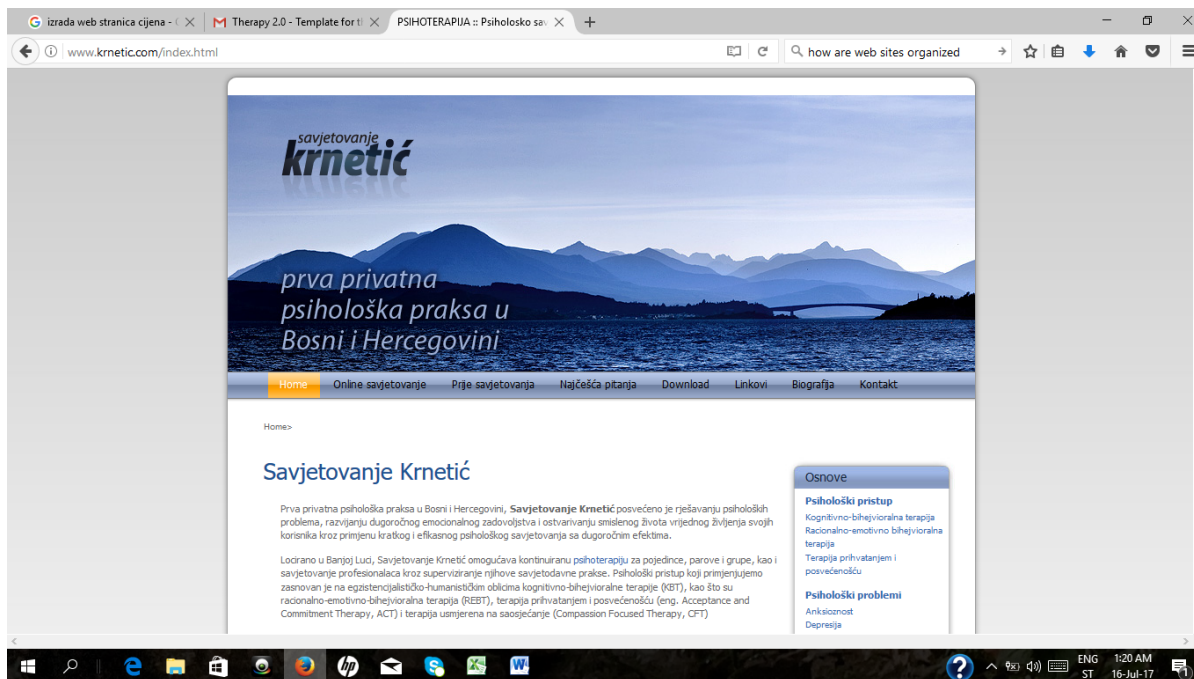 izrada web stranica cijena -
Therapy 2.0 - Template for t
PSIHOTERAPIJA :: Psiholosko sav
www.krnetic.com/index.html
how are web sites organized
savjetovanje
krnetić
prva privatna
psihološka praksa u
Bosni i Hercegovini
Home Online savjetovanje Prije savjetovanja Najčešća pitanja Download Linkovi Biografija Kontakt
Home>
Savjetovanje Krnetić
Prva privatna psihološka praksa u Bosni i Hercegovini, Savjetovanje Krnetić posvećeno je rješavanju psiholoških
problema, razvijanju dugoročnog emocionalnog zadovoljstva i ostvarivanju smislenog života vrijednog življenja svojih
korisnika kroz primjenu kratkog i efikasnog psihološkog savjetovanja sa dugoročnim efektima.
Locirano u Banjoj Luci, Savjetovanje Krnetić omogućava kontinuiranu psihoterapiju za pojedince, parove i grupe, kao i
savjetovanje profesionalaca kroz superviziranje njihove savjetodavne prakse. Psihološki pristup koji primjenjujemo
zasnovan je na egzistencijalističko-humanističkim oblicima kognitivno-bihejvioralne terapije (KBT), kao što su
racionalno-emotivno-bihejvioralna terapija (REBT), terapija prihvatanjem i posvećenošću (eng. Acceptance and
Commitment Therapy, ACT) i terapija usmjerena na saosjećanje (Compassion Focused Therapy, CFT)
Osnove
Psihološki pristup
Kognitivno-bihejvioralna terapija
Racionalno-emotivno bihejvioralna
terapija
Terapija prihvatanjem i
posvećenošću
Psihološki problemi
Anksioznost
Depresija
ENG
ST
1:20 AM
16-Jul-17